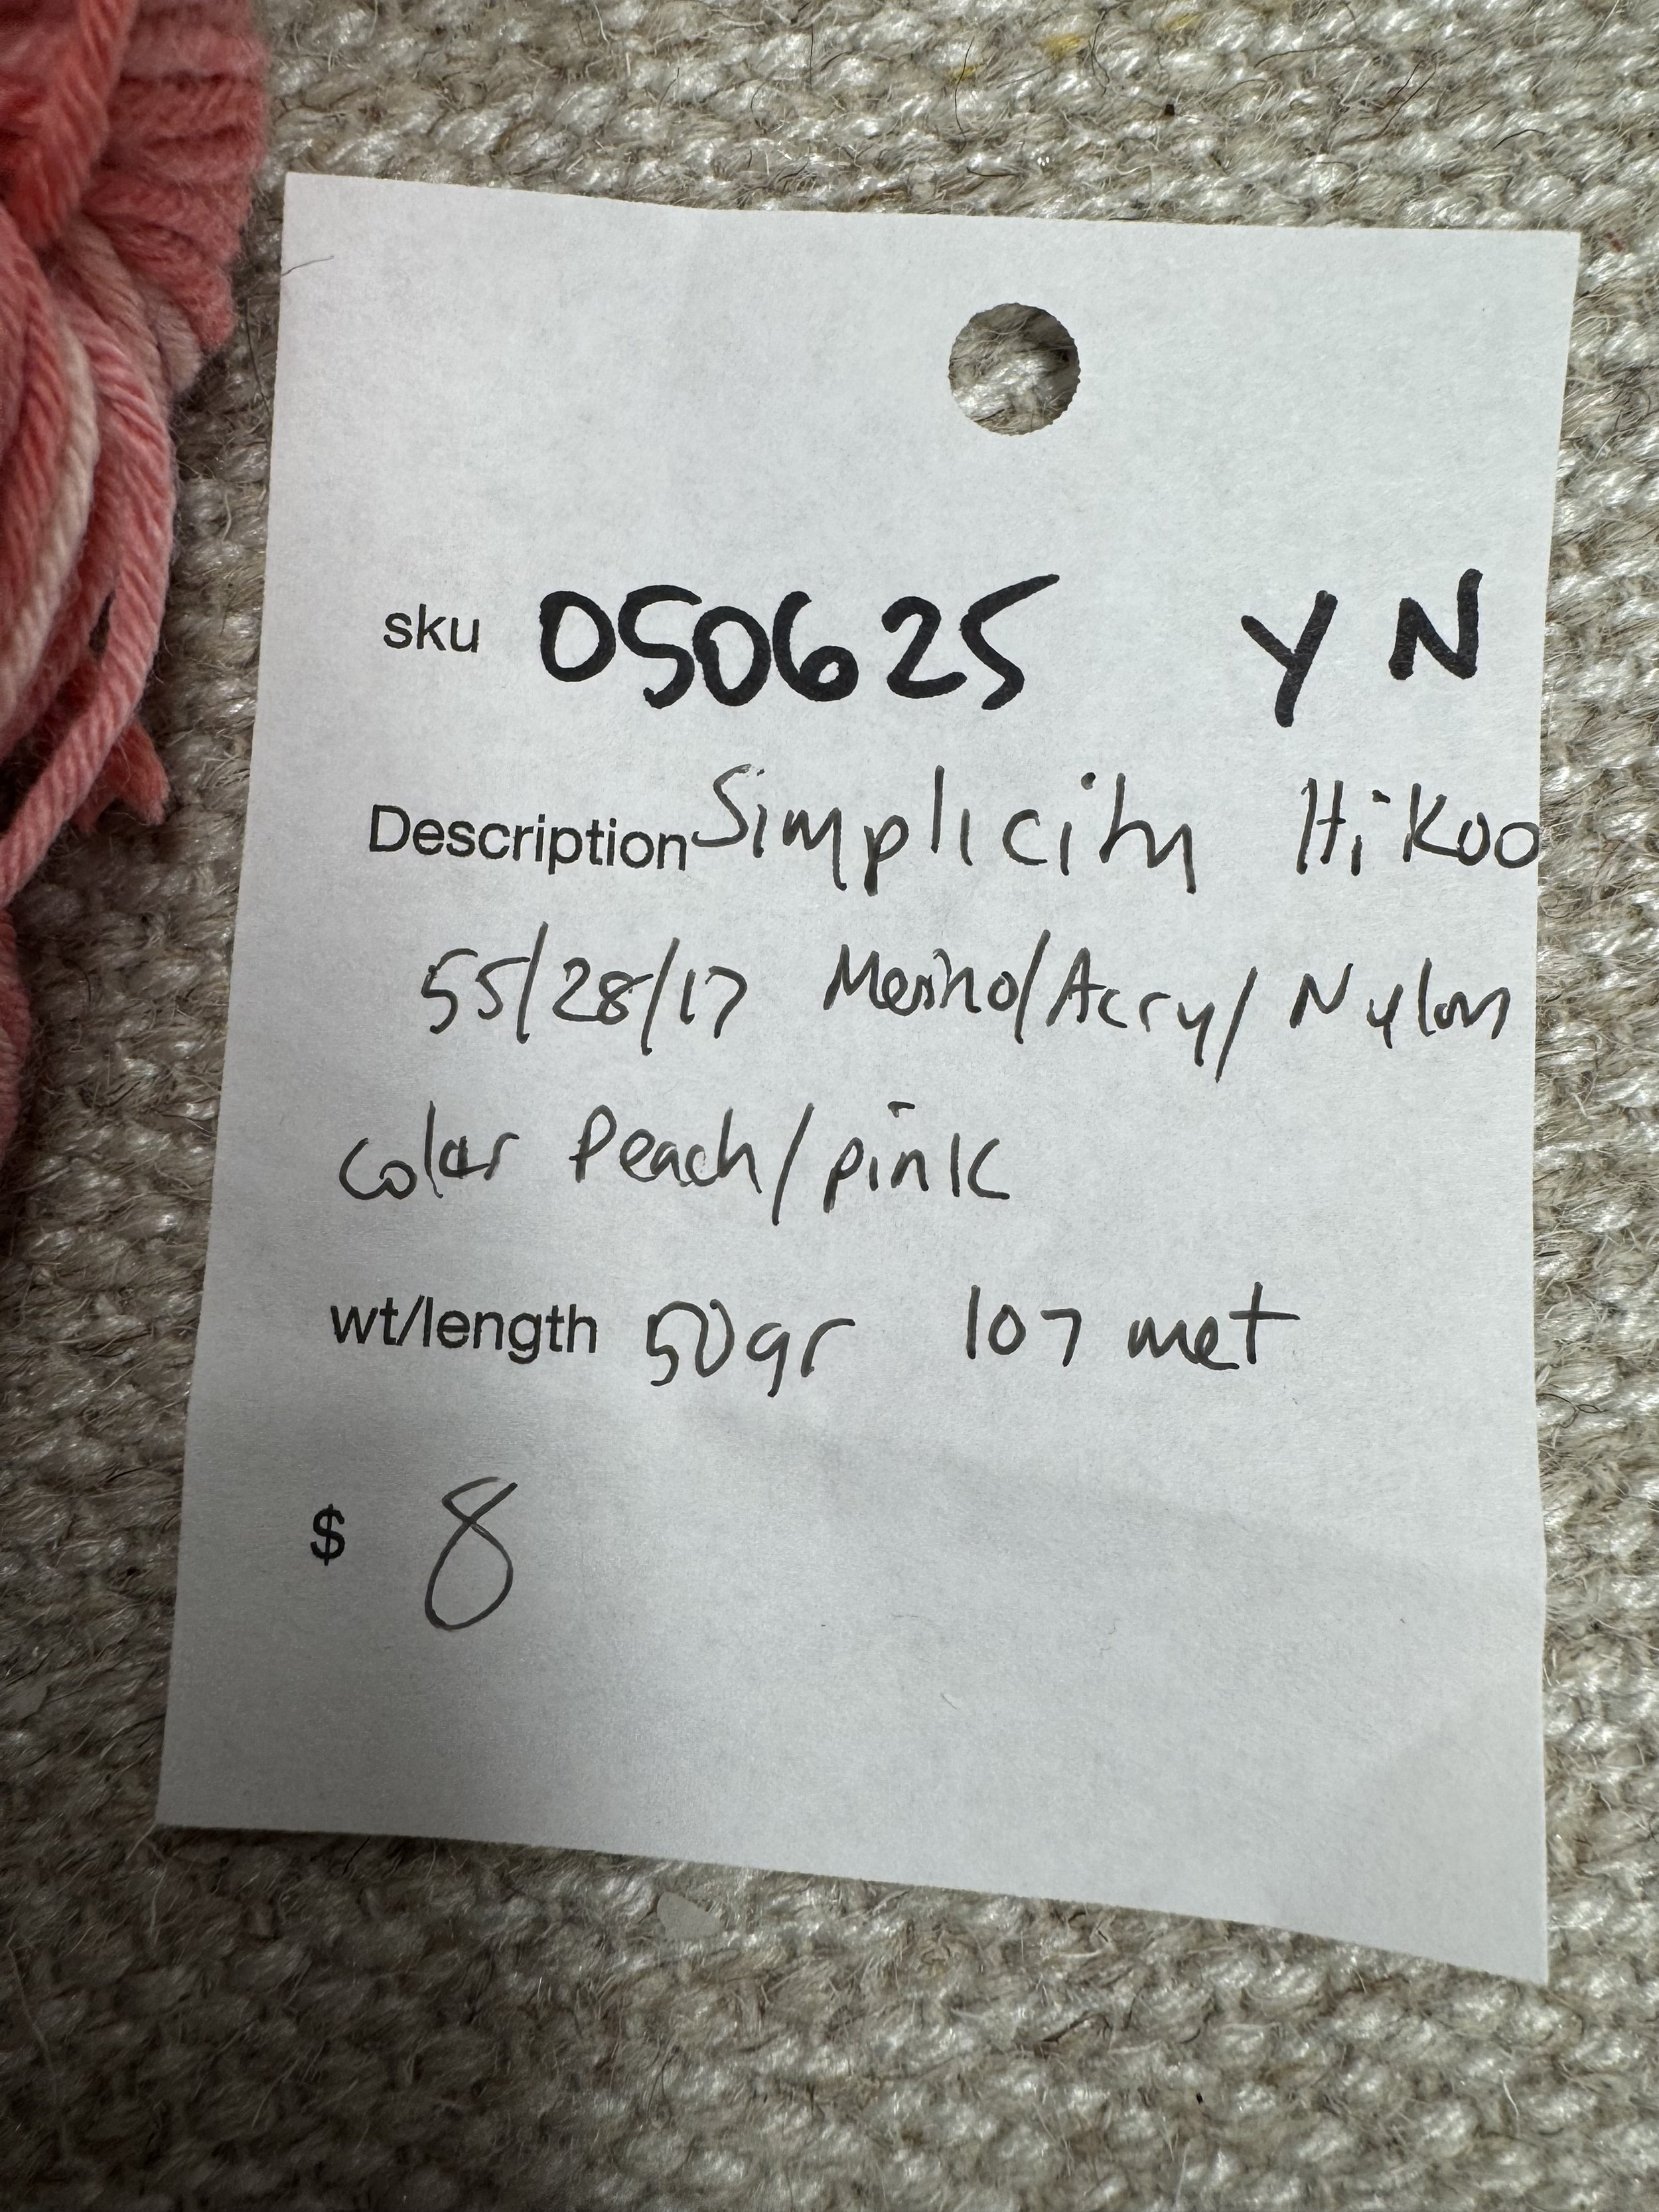 sku 050625 YN
Description Simplicity HiKoo
55/28/17 Merino/Acry/Nylon
color Peach/pink
wt/length 50gr 107 met
$ 8